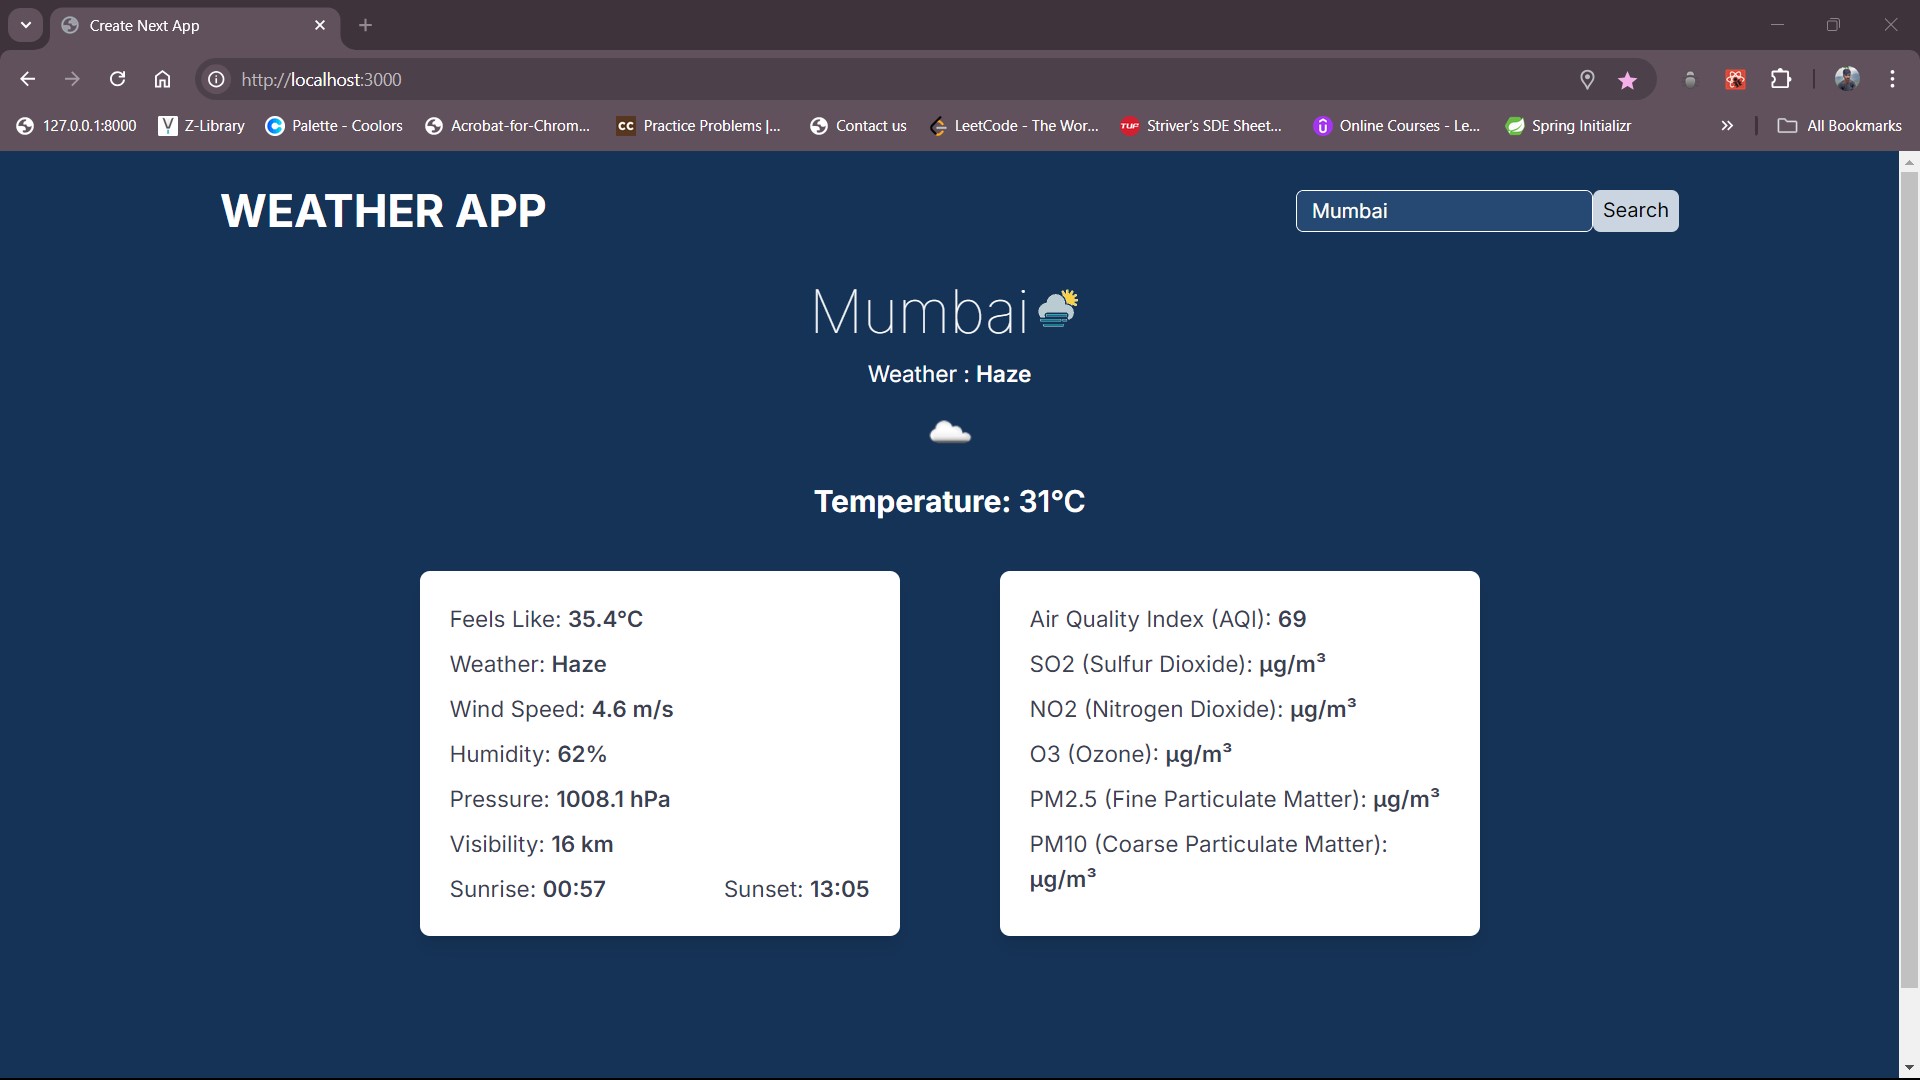 Create Next App
http://localhost:3000
127.0.0.1:8000 Z-Library Palette - Coolors Acrobat-for-Chrom... CC Practice Problems |... Contact us LeetCode - The Wor... TUF Striver's SDE Sheet... Online Courses - Le... Spring Initializr » All Bookmarks
WEATHER APP Mumbai Search
Mumbai
Weather : Haze
Temperature: 31°C
Feels Like: 35.4°C
Weather: Haze
Wind Speed: 4.6 m/s
Humidity: 62%
Pressure: 1008.1 hPa
Visibility: 16 km
Sunrise: 00:57 Sunset: 13:05
Air Quality Index (AQI): 69
SO2 (Sulfur Dioxide): µg/m³
NO2 (Nitrogen Dioxide): µg/m³
O3 (Ozone): µg/m³
PM2.5 (Fine Particulate Matter): µg/m³
PM10 (Coarse Particulate Matter):
µg/m³